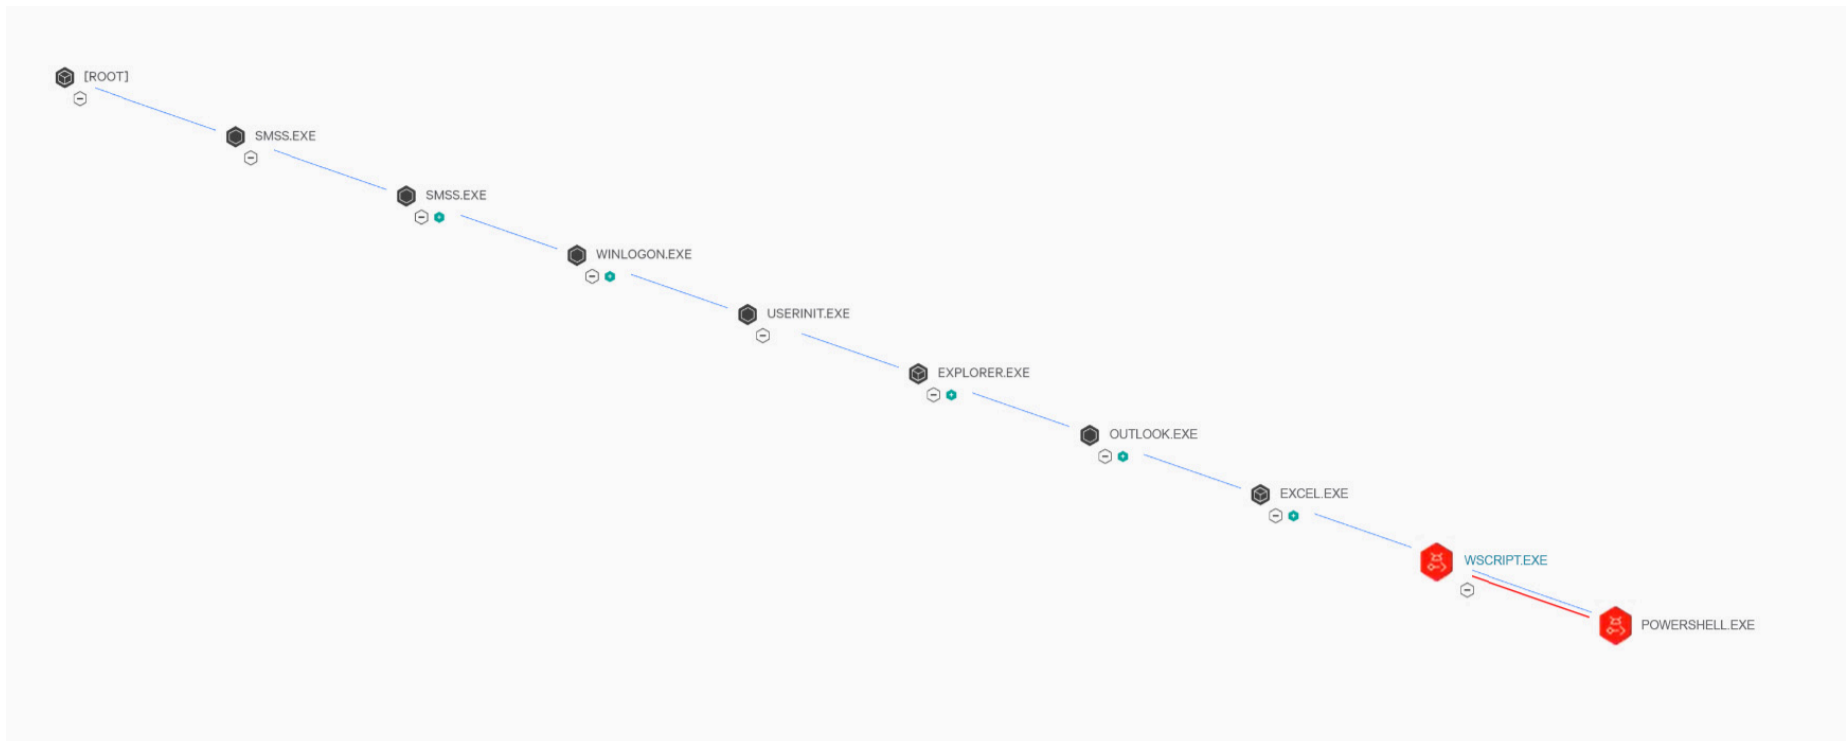 [ROOT]
SMSS.EXE
SMSS.EXE
WINLOGON.EXE
USERINIT.EXE
EXPLORER.EXE
OUTLOOK.EXE
EXCEL.EXE
WSCRIPT.EXE
POWERSHELL.EXE